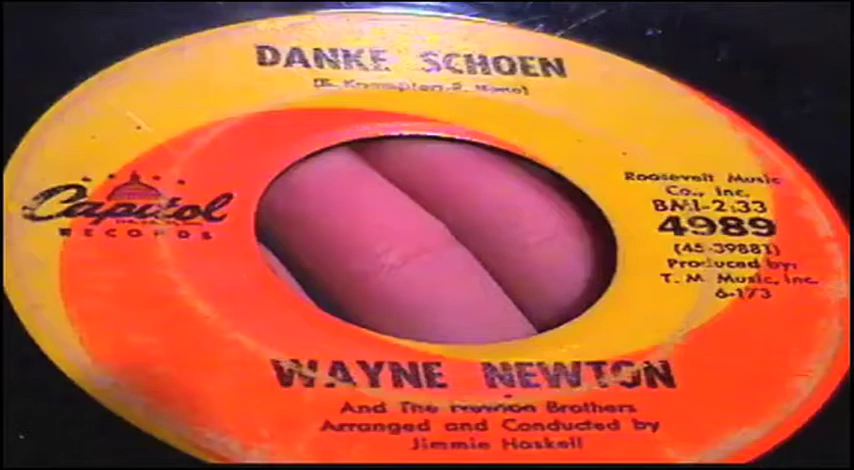 DANKE SCHOEN
Capitol
RECORDS
Roosevelt Music
Co., Inc.
BMI-2:33
4989
(45-39881)
Produced by:
T. M. Music, Inc.
6-173
WAYNE NEWTON
And The Newton Brothers
Arranged and Conducted by
Jimmie Haskell